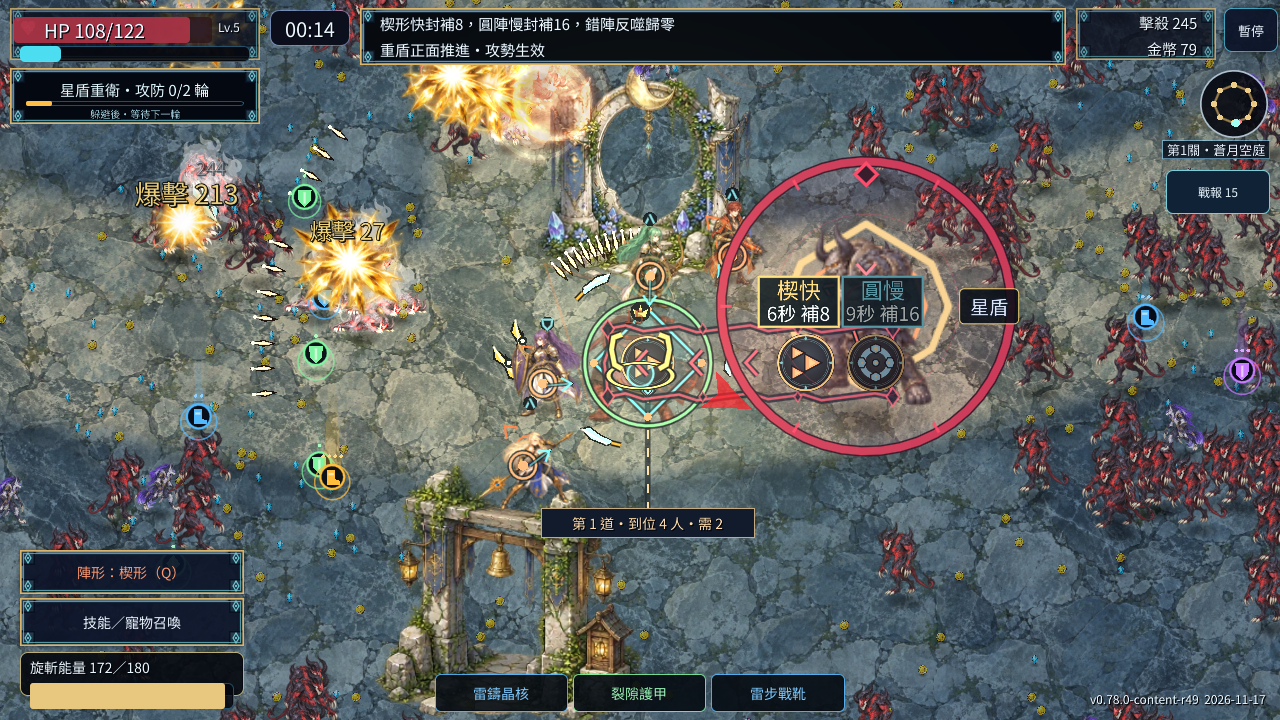 HP 108/122
Lv.5
00:14
楔形快封補8，圓陣慢封補16，錯陣反噬歸零
重盾正面推進・攻勢生效
擊殺 245
金幣 79
暫停
星盾重衛・攻防 0/2 輪
躲避後・等待下一輪
第1關・蒼月空庭
戰報 15
244
爆擊 213
爆擊 27
楔快
6秒 補8
圓慢
9秒 補16
星盾
第 1 道・到位 4 人・需 2
陣形：楔形（Q）
技能／寵物召喚
旋斬能量 172／180
雷鑄晶核
裂隙護甲
雷步戰靴
v0.78.0-content-r49 2026-11-17